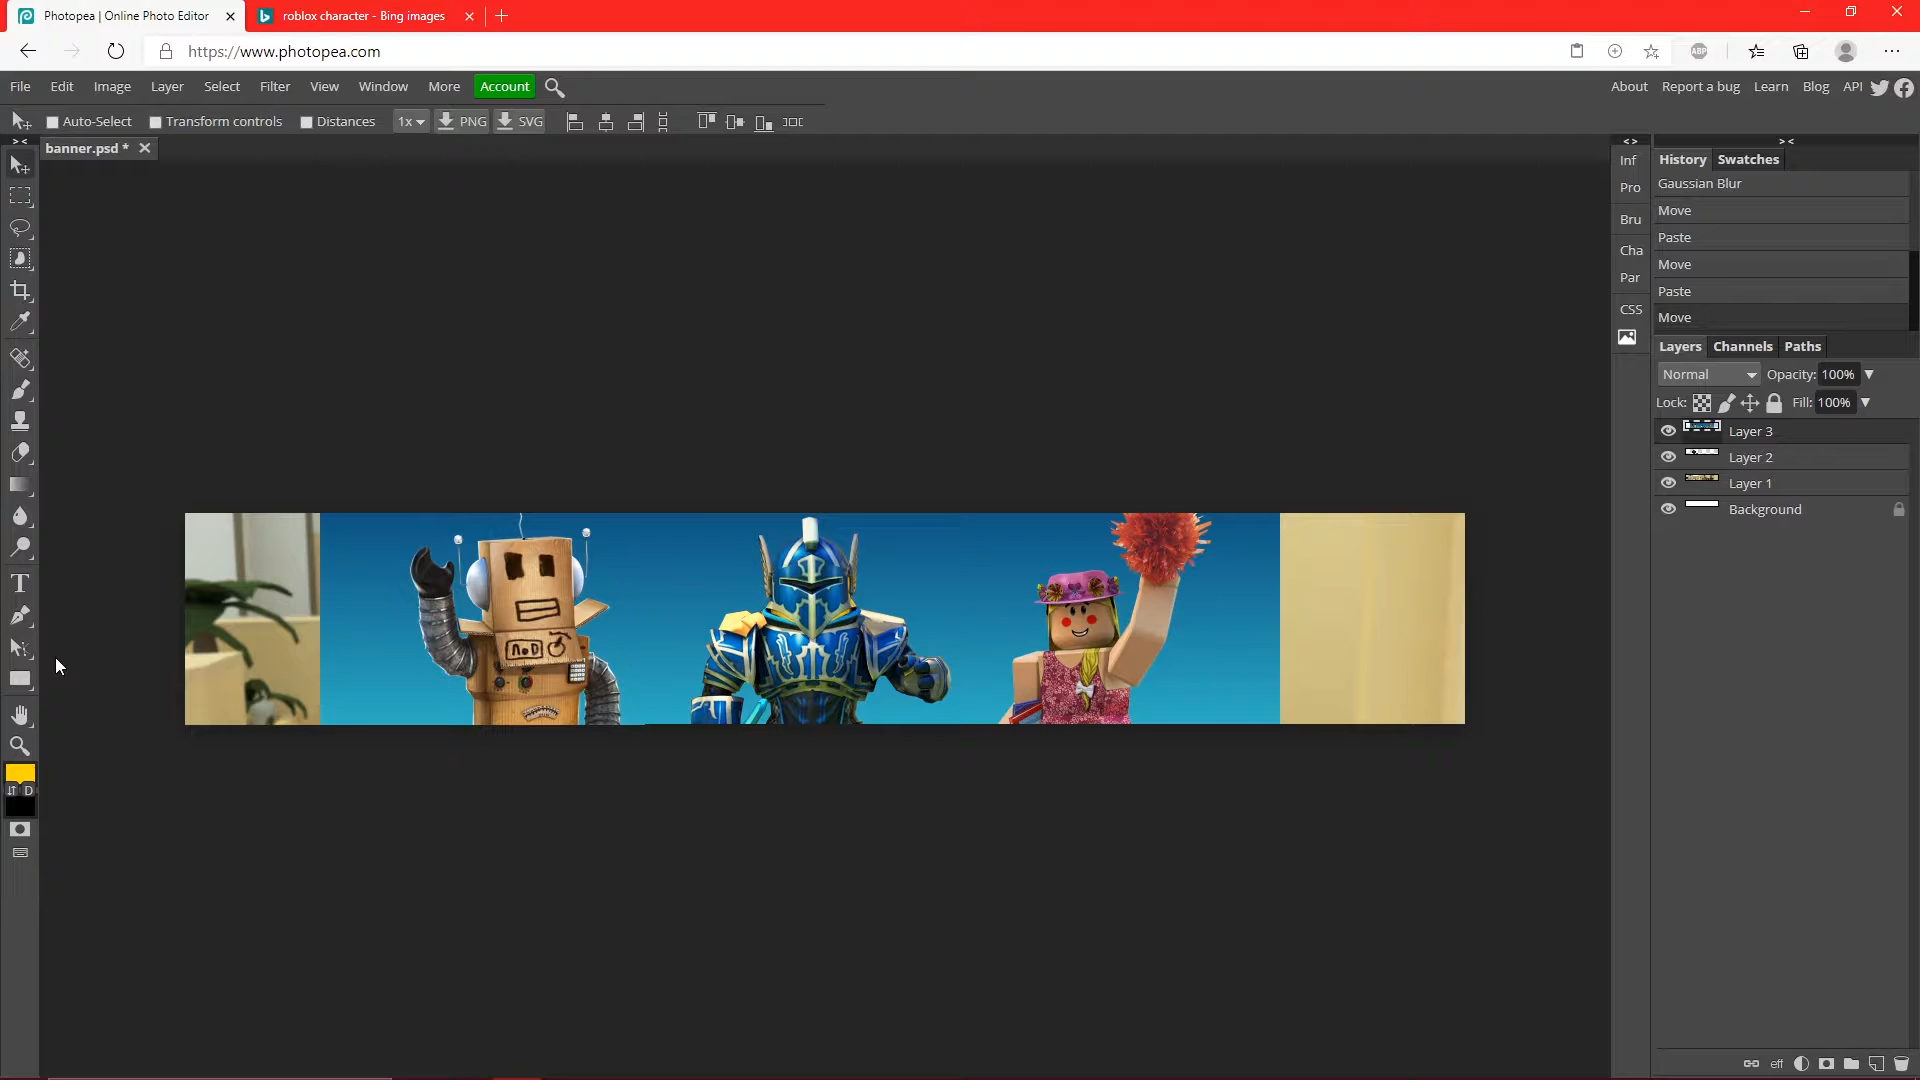 Photopea | Online Photo Editor
roblox character - Bing images
https://www.photopea.com
ABP
File Edit Image Layer Select Filter View Window More Account
About Report a bug Learn Blog API
Auto-Select Transform controls Distances 1x PNG SVG
banner.psd *
Inf
Pro
Bru
Cha
Par
CSS
History Swatches
Gaussian Blur
Move
Paste
Move
Paste
Move
Layers Channels Paths
Normal Opacity: 100%
Lock: Fill: 100%
Layer 3
Layer 2
Layer 1
Background
T
D
eff